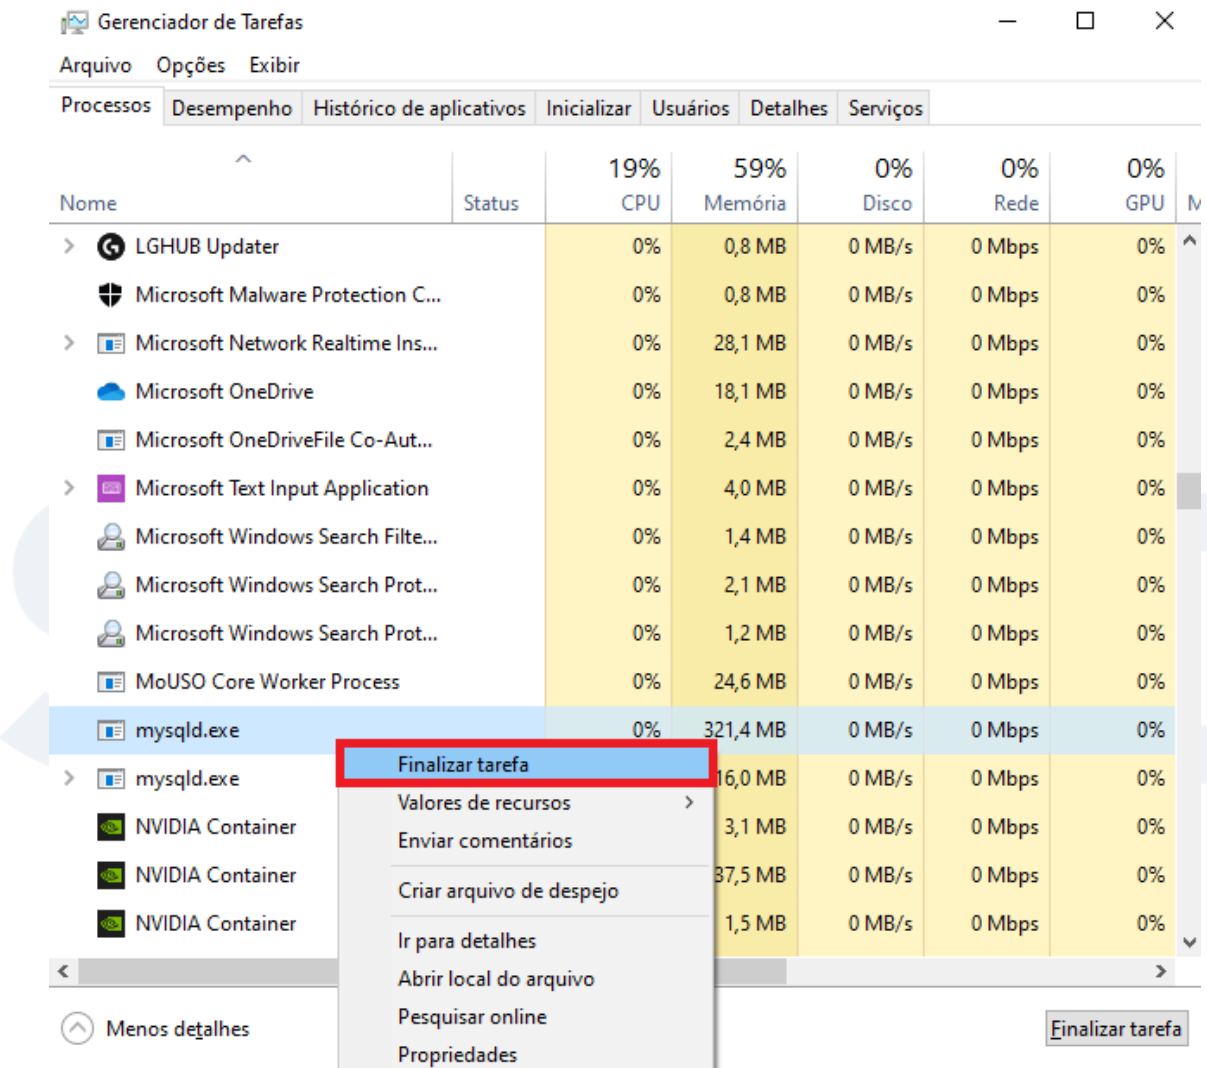 Gerenciador de Tarefas
Arquivo Opções Exibir
Processos Desempenho Histórico de aplicativos Inicializar Usuários Detalhes Serviços
19% 59% 0% 0% 0%
Nome Status CPU Memória Disco Rede GPU M
LGHUB Updater 0% 0,8 MB 0 MB/s 0 Mbps 0%
Microsoft Malware Protection C... 0% 0,8 MB 0 MB/s 0 Mbps 0%
Microsoft Network Realtime Ins... 0% 28,1 MB 0 MB/s 0 Mbps 0%
Microsoft OneDrive 0% 18,1 MB 0 MB/s 0 Mbps 0%
Microsoft OneDriveFile Co-Aut... 0% 2,4 MB 0 MB/s 0 Mbps 0%
Microsoft Text Input Application 0% 4,0 MB 0 MB/s 0 Mbps 0%
Microsoft Windows Search Filte... 0% 1,4 MB 0 MB/s 0 Mbps 0%
Microsoft Windows Search Prot... 0% 2,1 MB 0 MB/s 0 Mbps 0%
Microsoft Windows Search Prot... 0% 1,2 MB 0 MB/s 0 Mbps 0%
MoUSO Core Worker Process 0% 24,6 MB 0 MB/s 0 Mbps 0%
mysqld.exe 0% 321,4 MB 0 MB/s 0 Mbps 0%
mysqld.exe 16,0 MB 0 MB/s 0 Mbps 0%
NVIDIA Container 3,1 MB 0 MB/s 0 Mbps 0%
NVIDIA Container 37,5 MB 0 MB/s 0 Mbps 0%
NVIDIA Container 1,5 MB 0 MB/s 0 Mbps 0%
Finalizar tarefa
Valores de recursos
Enviar comentários
Criar arquivo de despejo
Ir para detalhes
Abrir local do arquivo
Pesquisar online
Propriedades
Menos detalhes
Finalizar tarefa